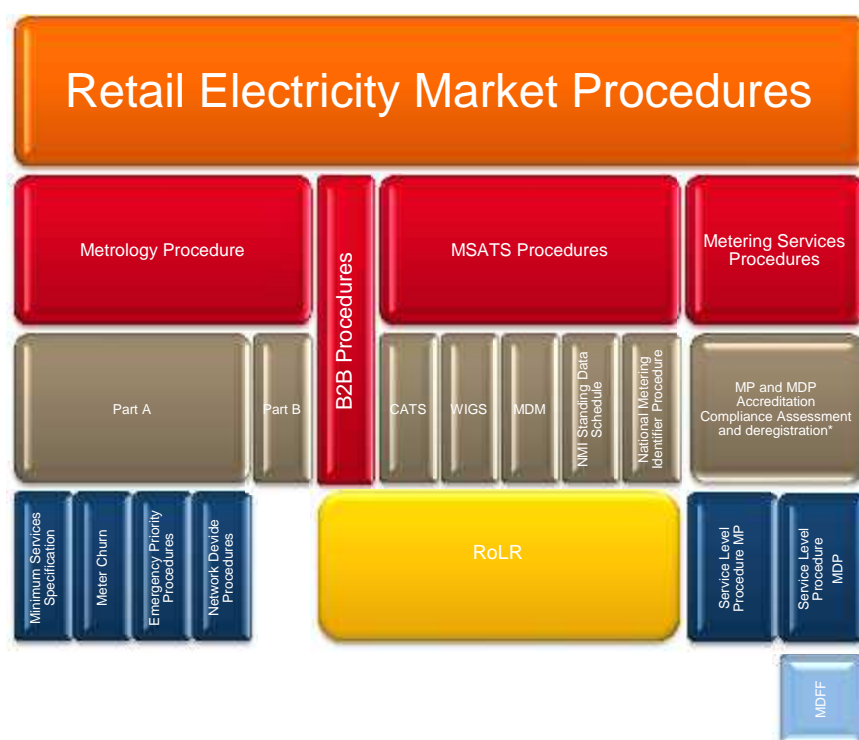 Retail Electricity Market Procedures
Metrology Procedure
B2B Procedures
MSATS Procedures
Metering Services
Procedures
Part A
Part B
CATS
WIGS
MDM
NMI Standing Data
Schedule
National Metering
Identifier Procedure
MP and MDP
Accreditation
Compliance Assessment
and deregistration*
Minimum Services
Specification
Meter Churn
Emergency Priority
Procedures
Network Devide
Procedures
RoLR
Service Level
Procedure MP
Service Level
Procedure
MDP
MDFF